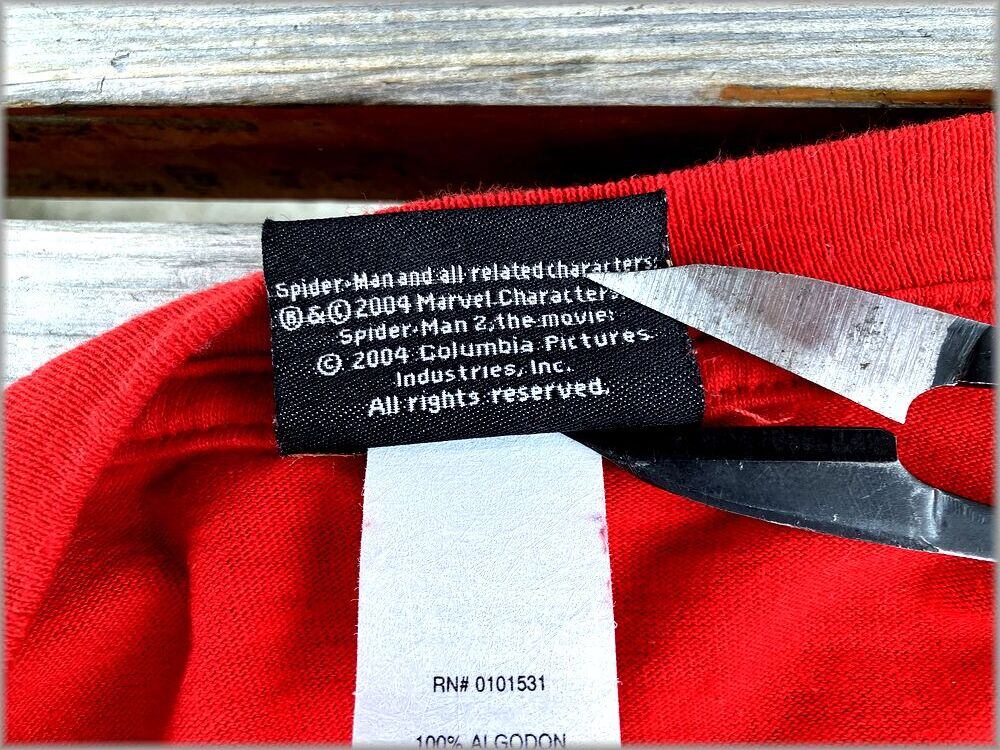 Spider-Man and all related characters:
® & © 2004 Marvel Characters
Spider-Man 2, the movie:
© 2004 Columbia Pictures
Industries, Inc.
All rights reserved.
RN# 0101531
100% ALGODON